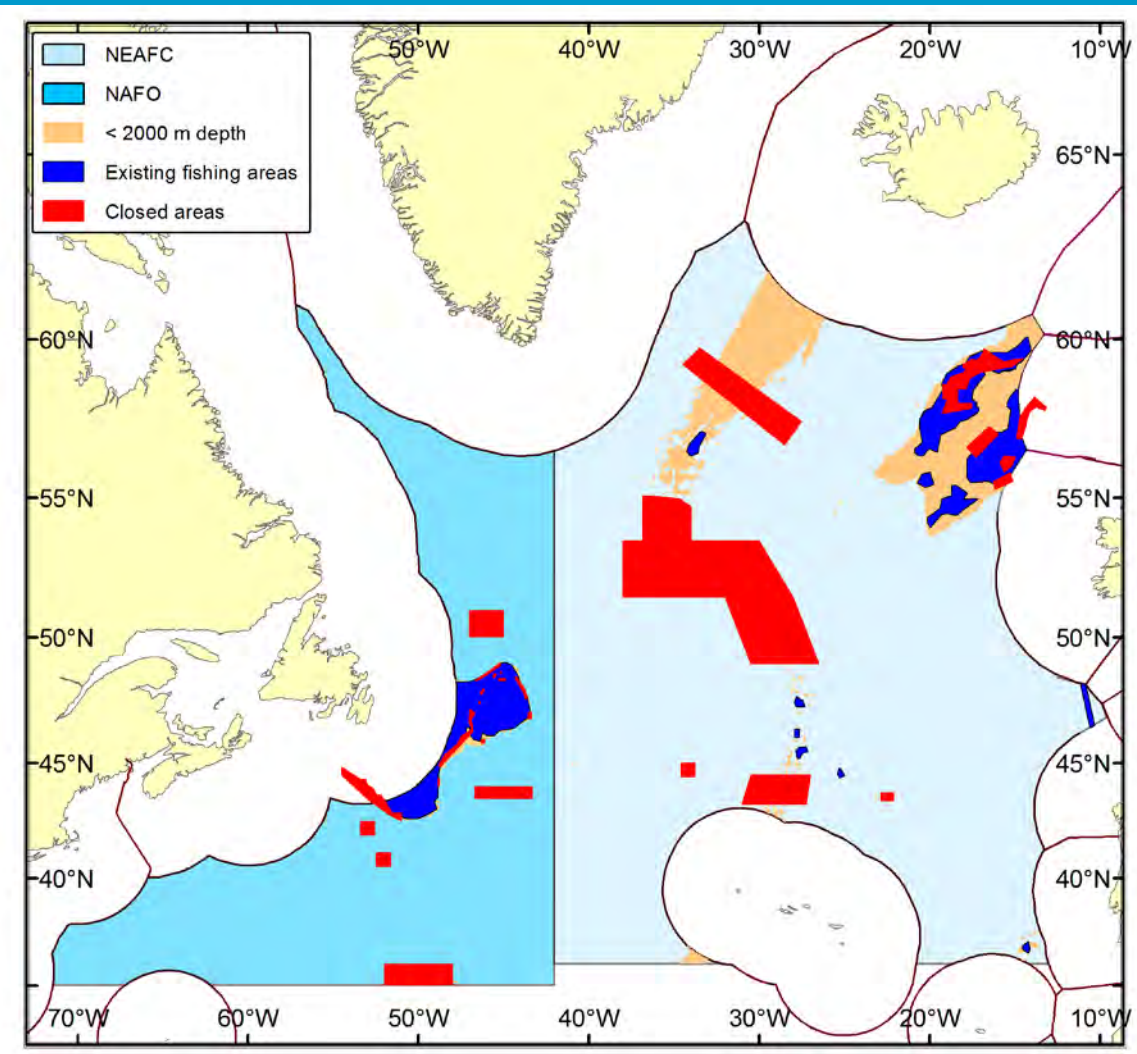 50°W 40°W 30°W 20°W 10°W
NEAFC
NAFO
< 2000 m depth
Existing fishing areas
Closed areas
65°N
60°N 60°N
55°N 55°N
50°N 50°N
45°N 45°N
40°N 40°N
70°W 60°W 50°W 40°W 30°W 20°W 10°W